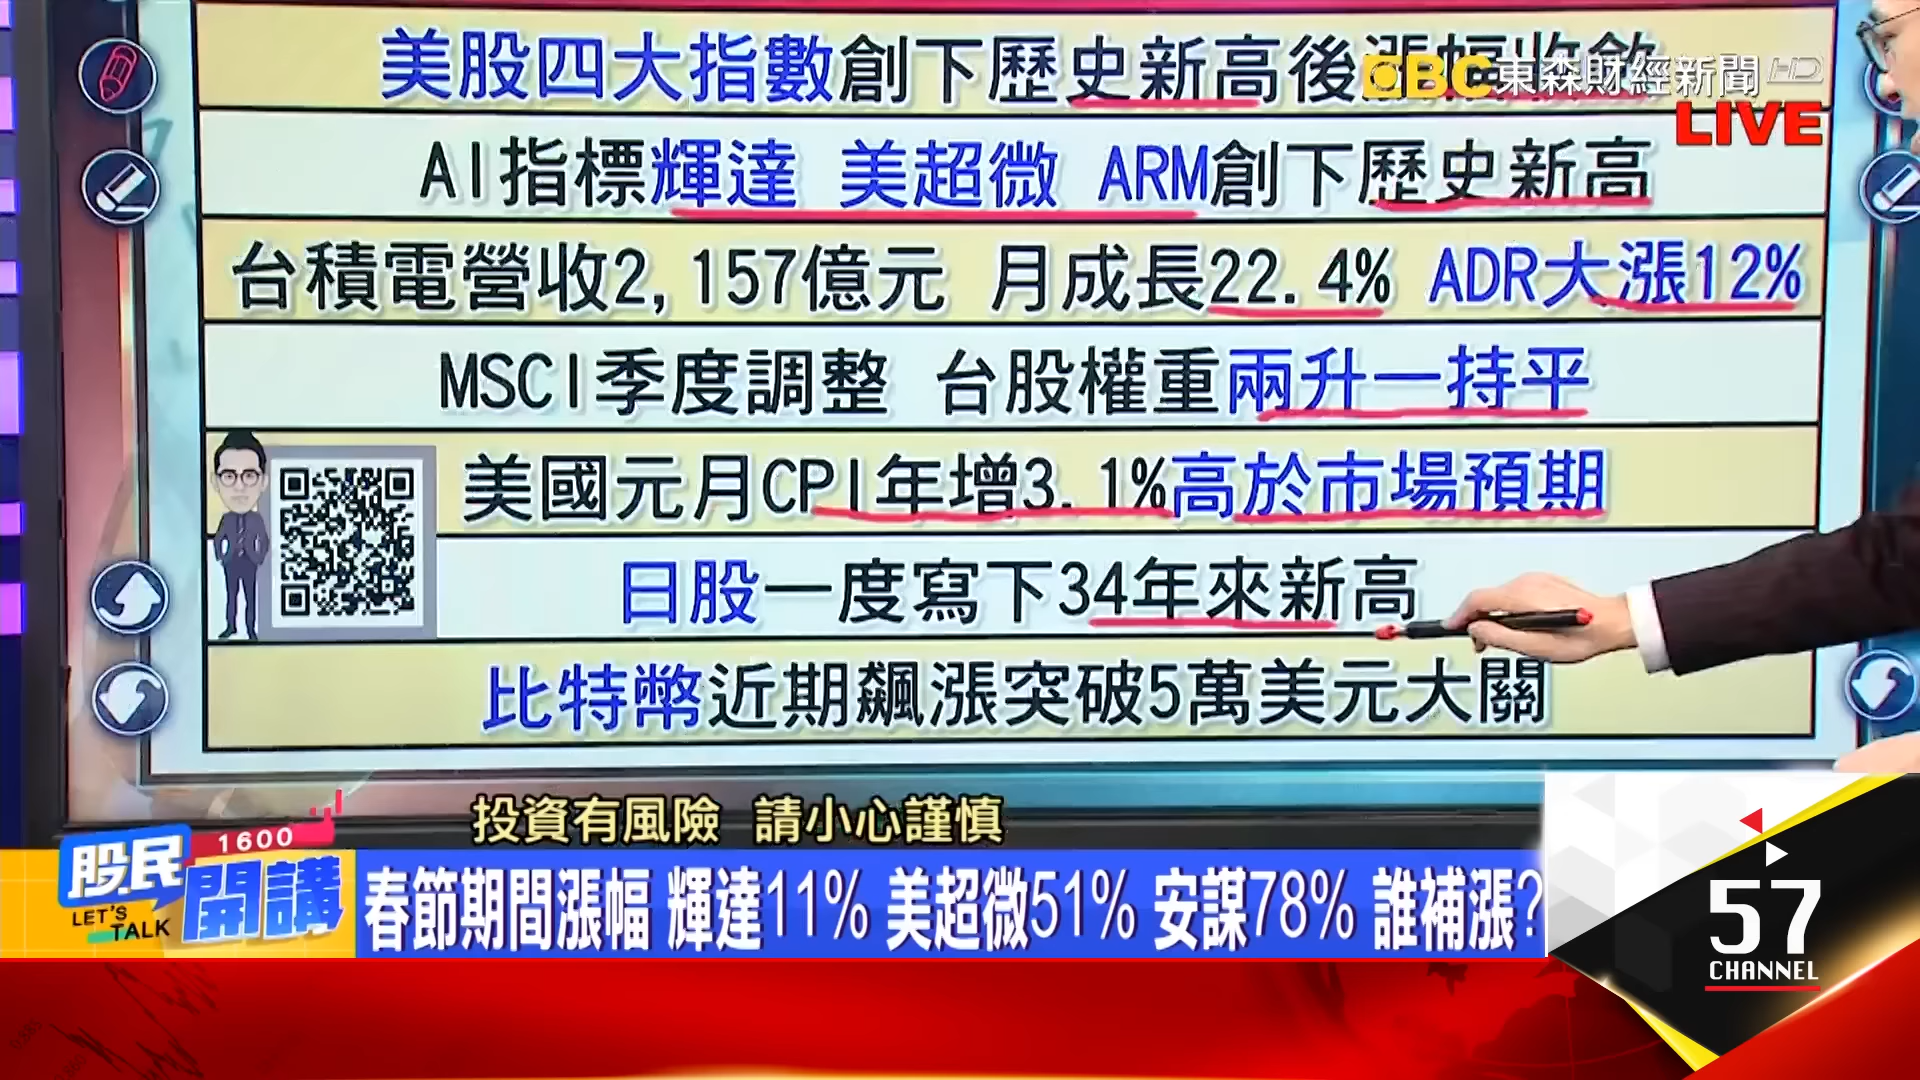 美股四大指數創下歷史新高後漲幅收斂
EBC東森財經新聞 HD
LIVE
AI指標輝達 美超微 ARM創下歷史新高
台積電營收2,157億元 月成長22.4% ADR大漲12%
MSCI季度調整 台股權重兩升一持平
美國元月CPI年增3.1%高於市場預期
日股一度寫下34年來新高
比特幣近期飆漲突破5萬美元大關
投資有風險 請小心謹慎
股民 1600
開講
LET'S TALK
春節期間漲幅 輝達11% 美超微51% 安謀78% 誰補漲?
57
CHANNEL